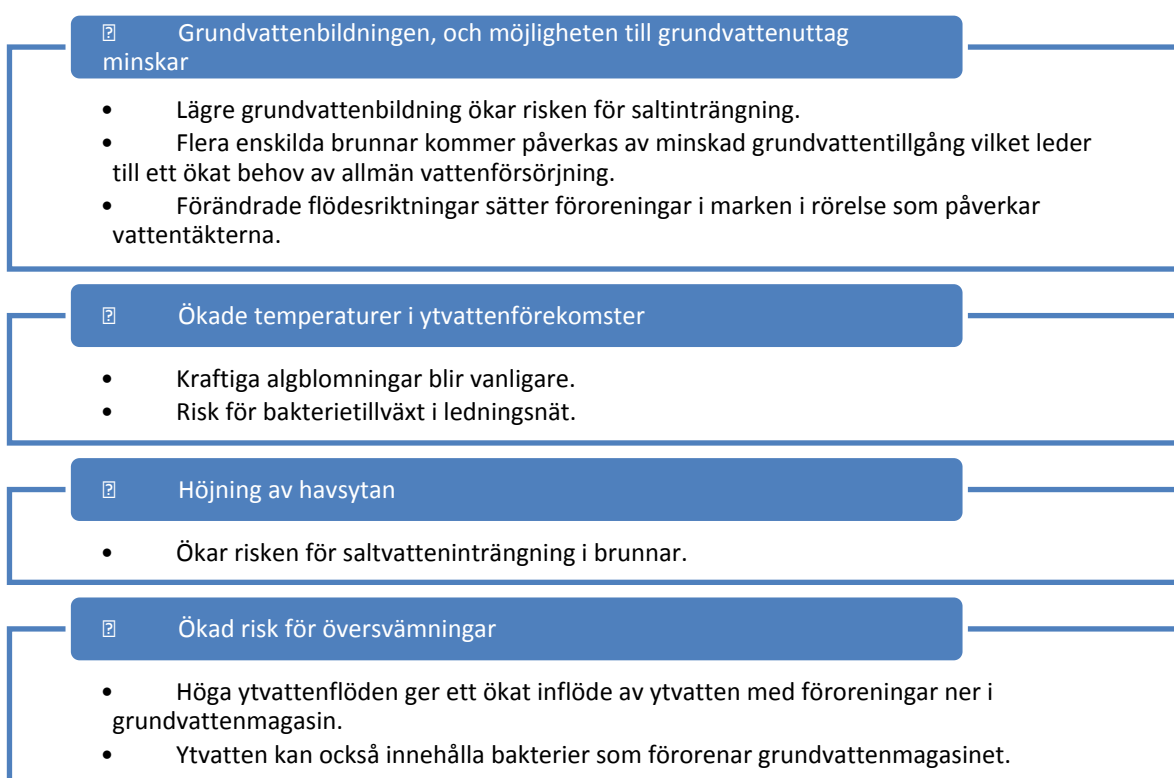 Grundvattenbildningen, och möjligheten till grundvattenuttag
minskar
• Lägre grundvattenbildning ökar risken för saltinträngning.
• Flera enskilda brunnar kommer påverkas av minskad grundvattentillgång vilket leder
till ett ökat behov av allmän vattenförsörjning.
• Förändrade flödesriktningar sätter föroreningar i marken i rörelse som påverkar
vattentäkterna.
Ökade temperaturer i ytvattenförekomster
• Kraftiga algblomningar blir vanligare.
• Risk för bakterietillväxt i ledningsnät.
Höjning av havsytan
• Ökar risken för saltvatteninträngning i brunnar.
Ökad risk för översvämningar
• Höga ytvattenflöden ger ett ökat inflöde av ytvatten med föroreningar ner i
grundvattenmagasin.
• Ytvatten kan också innehålla bakterier som förorenar grundvattenmagasinet.